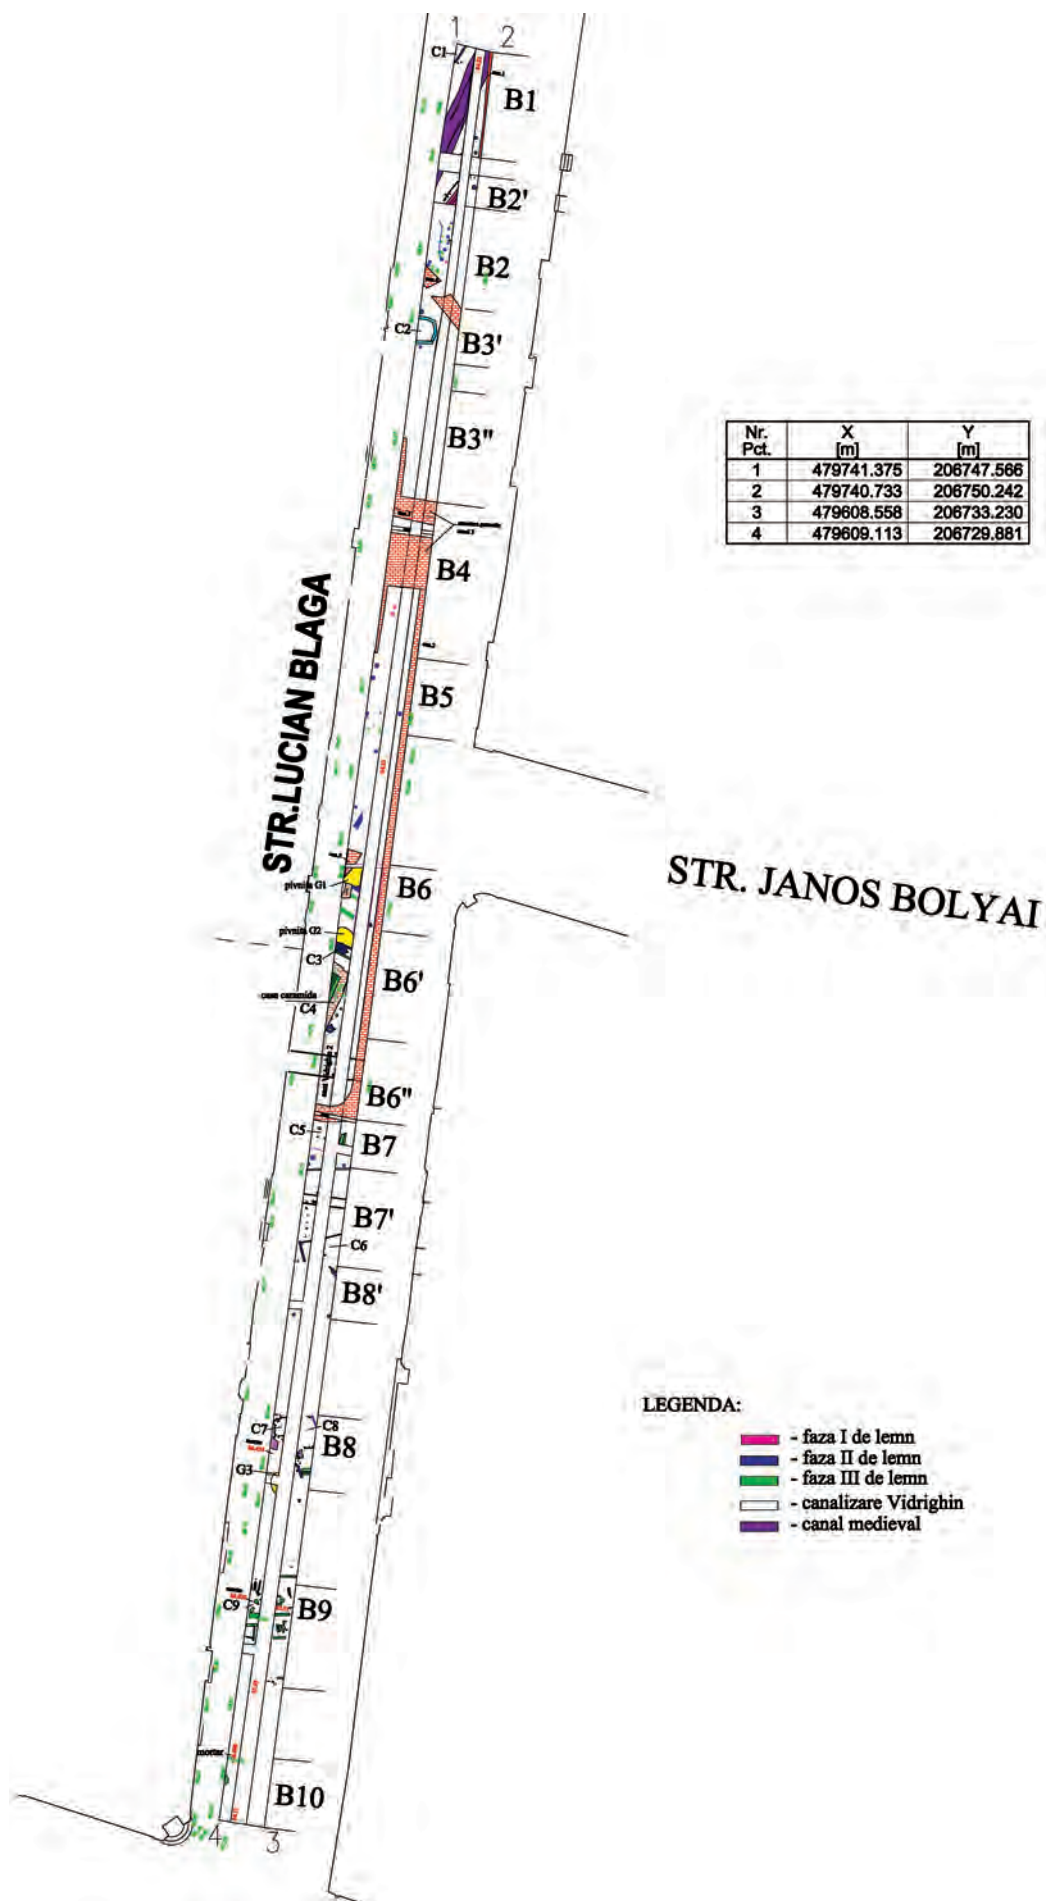 1
2
C1
B1
B2'
B2
C2
B3'
B3"
Nr. Pct. X [m] Y [m]
1 479741.375 206747.566
2 479740.733 206750.242
3 479608.558 206733.230
4 479609.113 206729.881
B4
STR.LUCIAN BLAGA
B5
STR. JANOS BOLYAI
pivnita G1
B6
pivnita G2
C3
B6'
casa caramida
C4
B6"
C5
B7
B7'
C6
B8'
LEGENDA:
- faza I de lemn
- faza II de lemn
- faza III de lemn
- canalizare Vidrighin
- canal medieval
C7
C8
B8
G3
C9
B9
mortar
B10
4
3